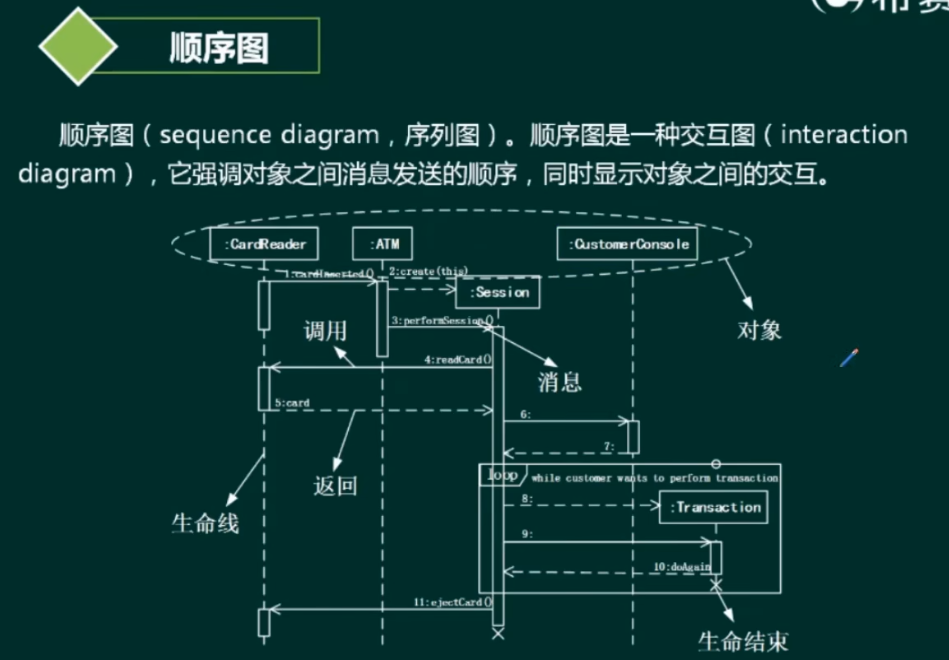 顺序图
顺序图（sequence diagram，序列图）。顺序图是一种交互图（interaction
diagram），它强调对象之间消息发送的顺序，同时显示对象之间的交互。
:CardReader
:ATM
:CustomerConsole
1:cardInserted()
2:create(this)
:Session
3:performSession()
对象
调用
4:readCard()
消息
5:card
6:
7:
返回
loop
while customer wants to perform transaction
8:
:Transaction
生命线
9:
10:doAgain
11:ejectCard()
生命结束